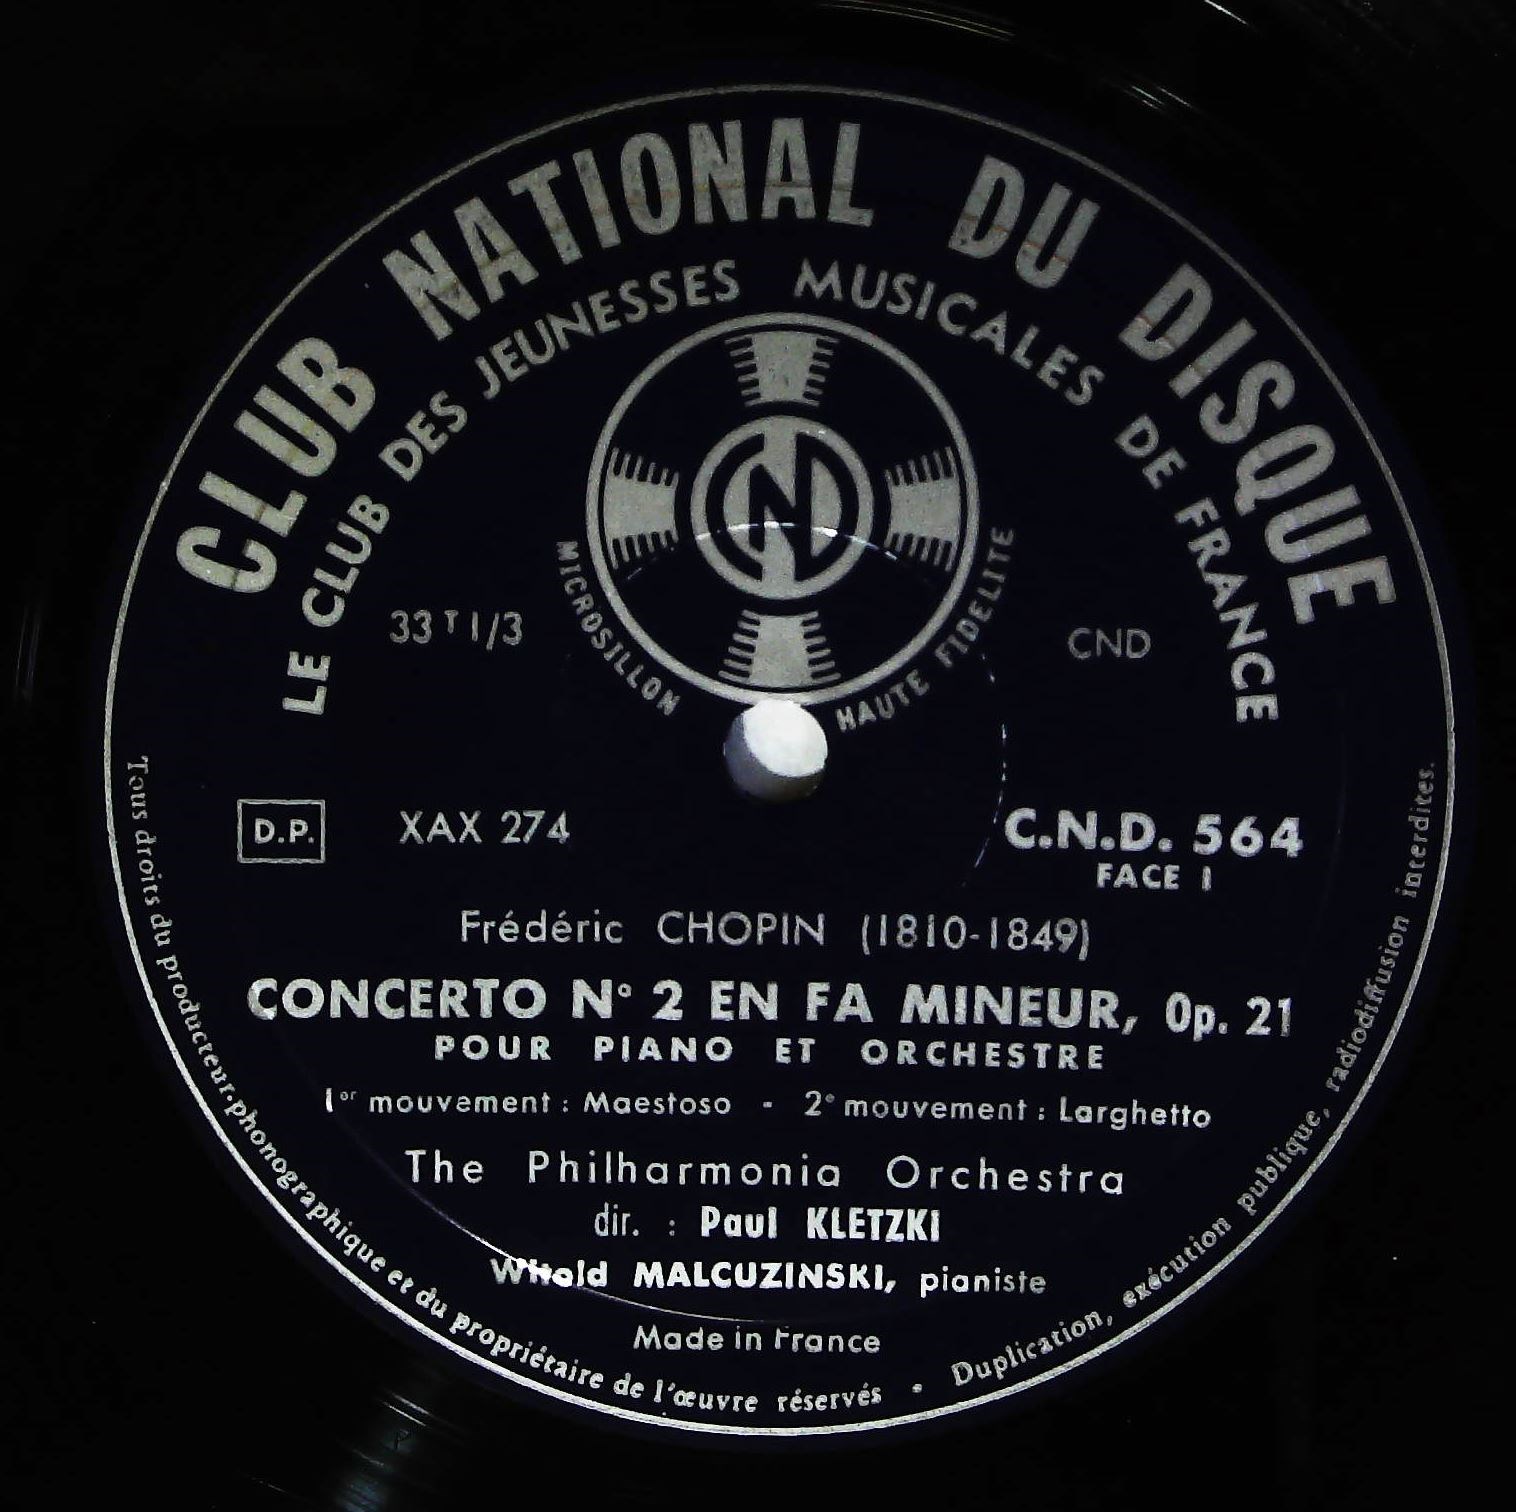 CLUB NATIONAL DU DISQUE
LE CLUB DES JEUNESSES MUSICALES DE FRANCE
N
MICROSILLON HAUTE FIDELITE
33 T 1/3
CND
D.P.
XAX 274
C.N.D. 564
FACE 1
Frédéric CHOPIN (1810-1849)
CONCERTO N° 2 EN FA MINEUR, Op. 21
POUR PIANO ET ORCHESTRE
1er mouvement : Maestoso - 2e mouvement : Larghetto
The Philharmonia Orchestra
dir. : Paul KLETZKI
Witold MALCUZINSKI, pianiste
Made in France
Tous droits du producteur-phonographique et du propriétaire de l'œuvre réservés • Duplication, exécution publique, radiodiffusion interdites.